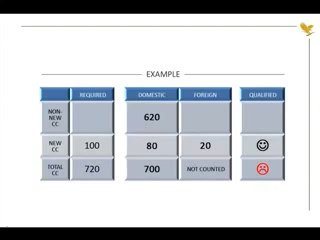 EXAMPLE
REQUIRED DOMESTIC FOREIGN QUALIFIED
NON-
NEW
CC
620
NEW
CC
100 80 20
TOTAL
CC
720 700 NOT COUNTED